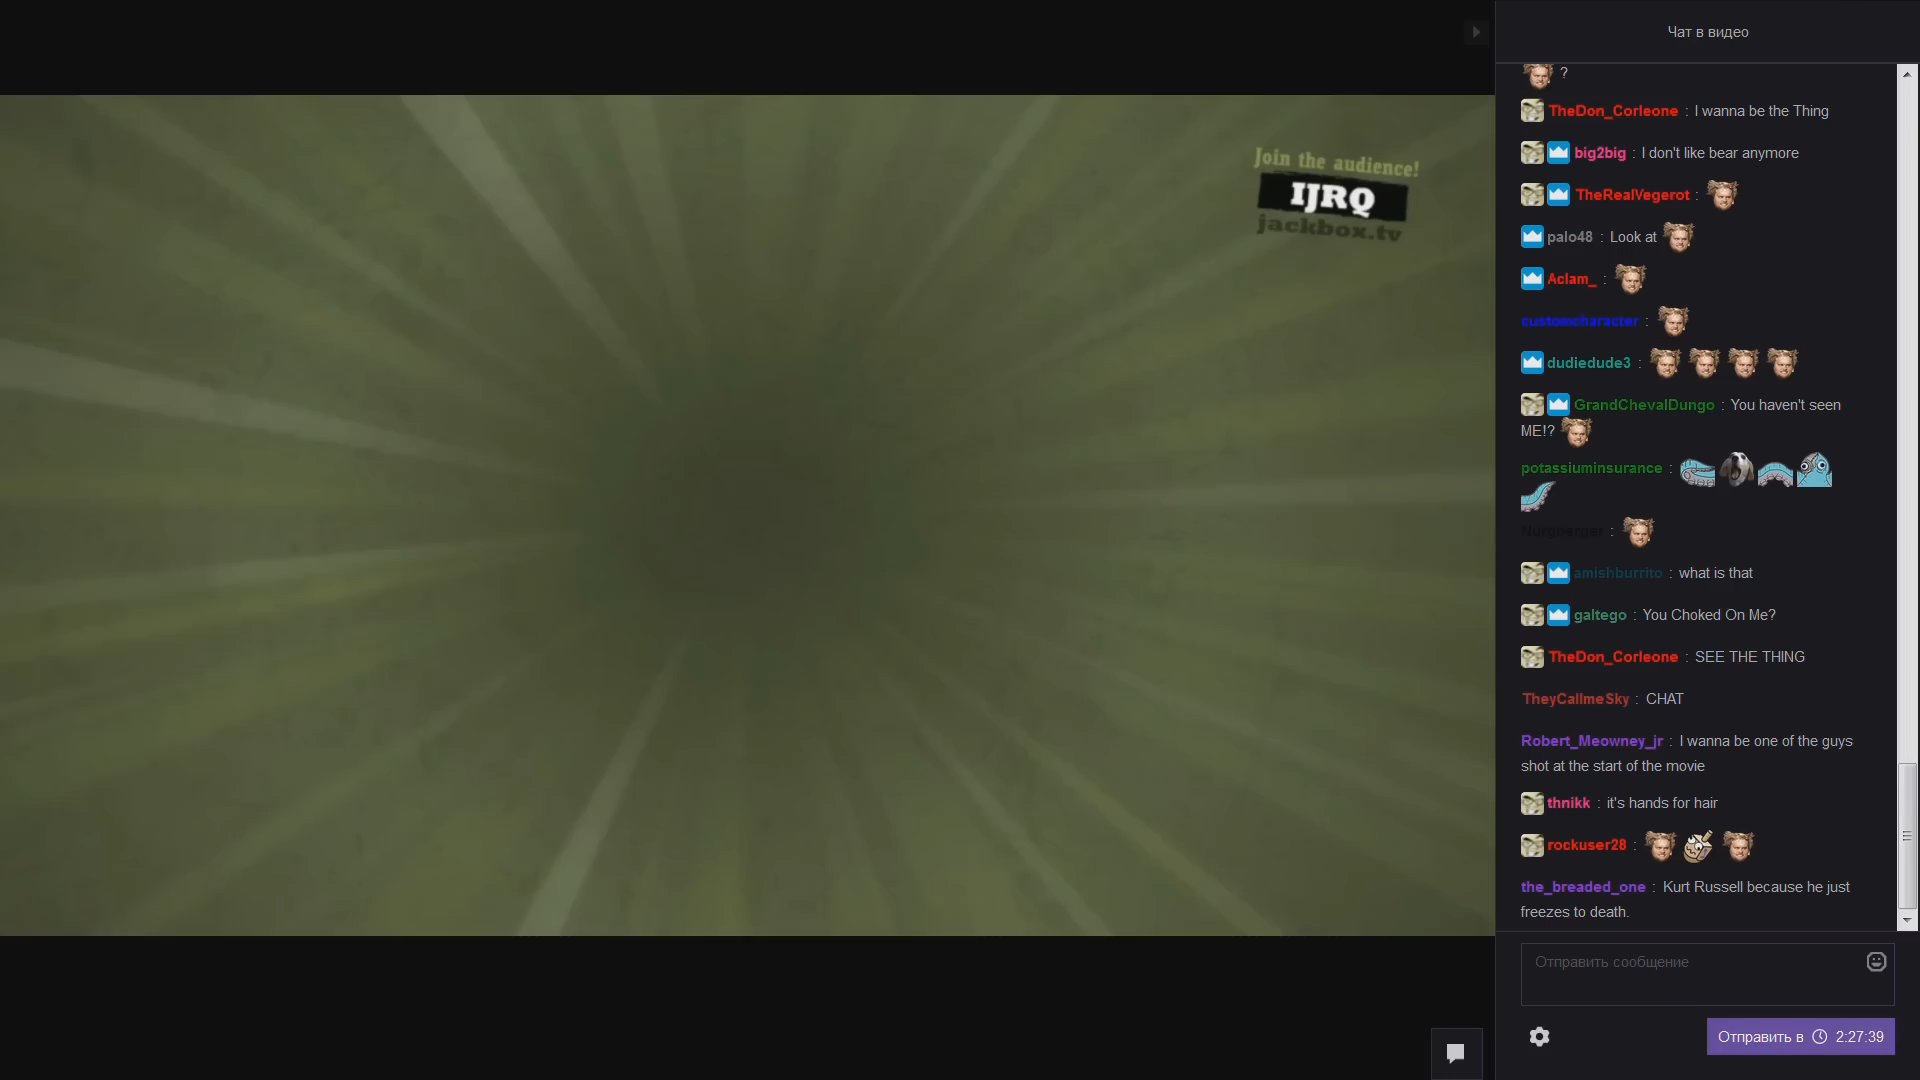 Чат в видео
?
TheDon_Corleone : I wanna be the Thing
big2big : I don't like bear anymore
TheRealVegerot :
palo48 : Look at
Aclam_ :
customcharacter :
dudiedude3 :
GrandChevalDungo : You haven't seen
ME!?
potassiuminsurance :
Nurgberger :
amishburrito : what is that
galtego : You Choked On Me?
TheDon_Corleone : SEE THE THING
TheyCallmeSky : CHAT
Robert_Meowney_jr : I wanna be one of the guys
shot at the start of the movie
thnikk : it's hands for hair
rockuser28 :
the_breaded_one : Kurt Russell because he just
freezes to death.
Отправить сообщение
Отправить в 2:27:39
Join the audience!
IJRQ
jackbox.tv